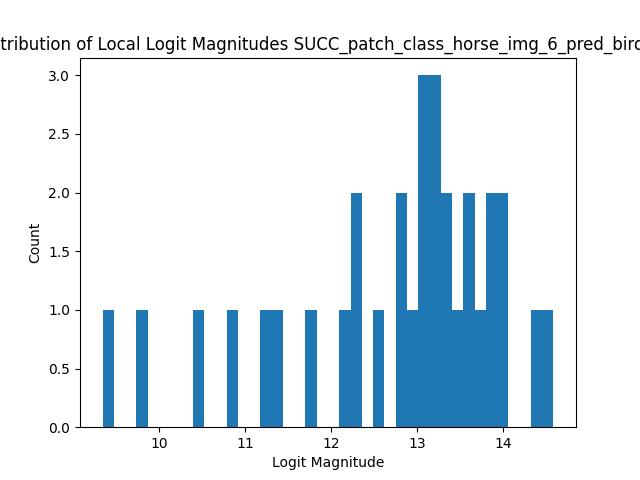 tribution of Local Logit Magnitudes SUCC_patch_class_horse_img_6_pred_bird
3.0
2.5
2.0
1.5
1.0
0.5
0.0
Count
10 11 12 13 14
Logit Magnitude